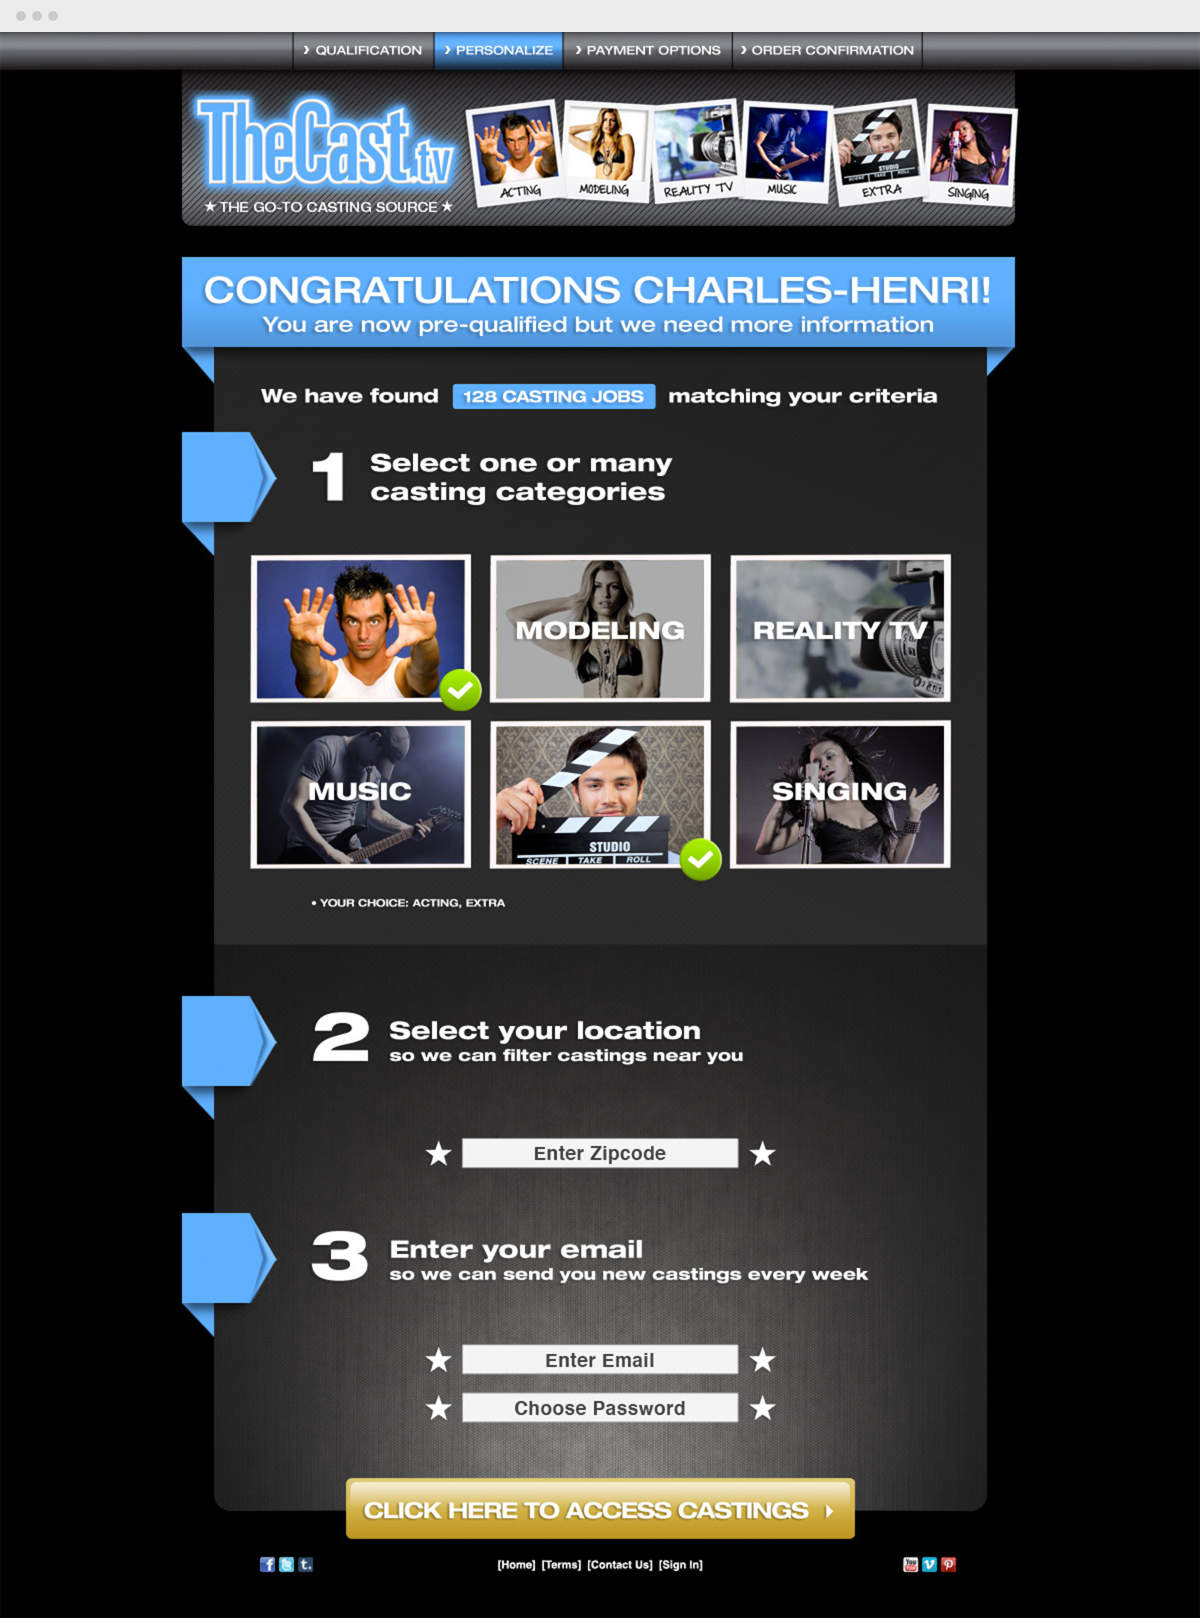 › QUALIFICATION › PERSONALIZE › PAYMENT OPTIONS › ORDER CONFIRMATION
TheCast.tv
★ THE GO-TO CASTING SOURCE ★
ACTING MODELING REALITY TV MUSIC EXTRA SINGING
CONGRATULATIONS CHARLES-HENRI!
You are now pre-qualified but we need more information
We have found 128 CASTING JOBS matching your criteria
1 Select one or many
casting categories
MODELING REALITY TV
MUSIC SINGING
STUDIO
SCENE TAKE ROLL
• YOUR CHOICE: ACTING, EXTRA
2 Select your location
so we can filter castings near you
★ Enter Zipcode ★
3 Enter your email
so we can send you new castings every week
★ Enter Email ★
★ Choose Password ★
CLICK HERE TO ACCESS CASTINGS
[Home] [Terms] [Contact Us] [Sign In]